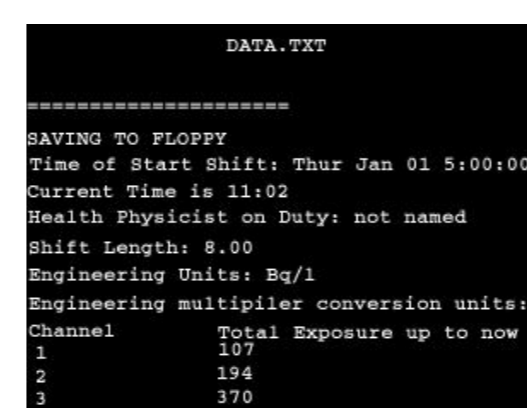 DATA.TXT
======================
SAVING TO FLOPPY
Time of Start Shift: Thur Jan 01 5:00:00
Current Time is 11:02
Health Physicist on Duty: not named
Shift Length: 8.00
Engineering Units: Bq/l
Engineering multipiler conversion units:
Channel Total Exposure up to now
1 107
2 194
3 370